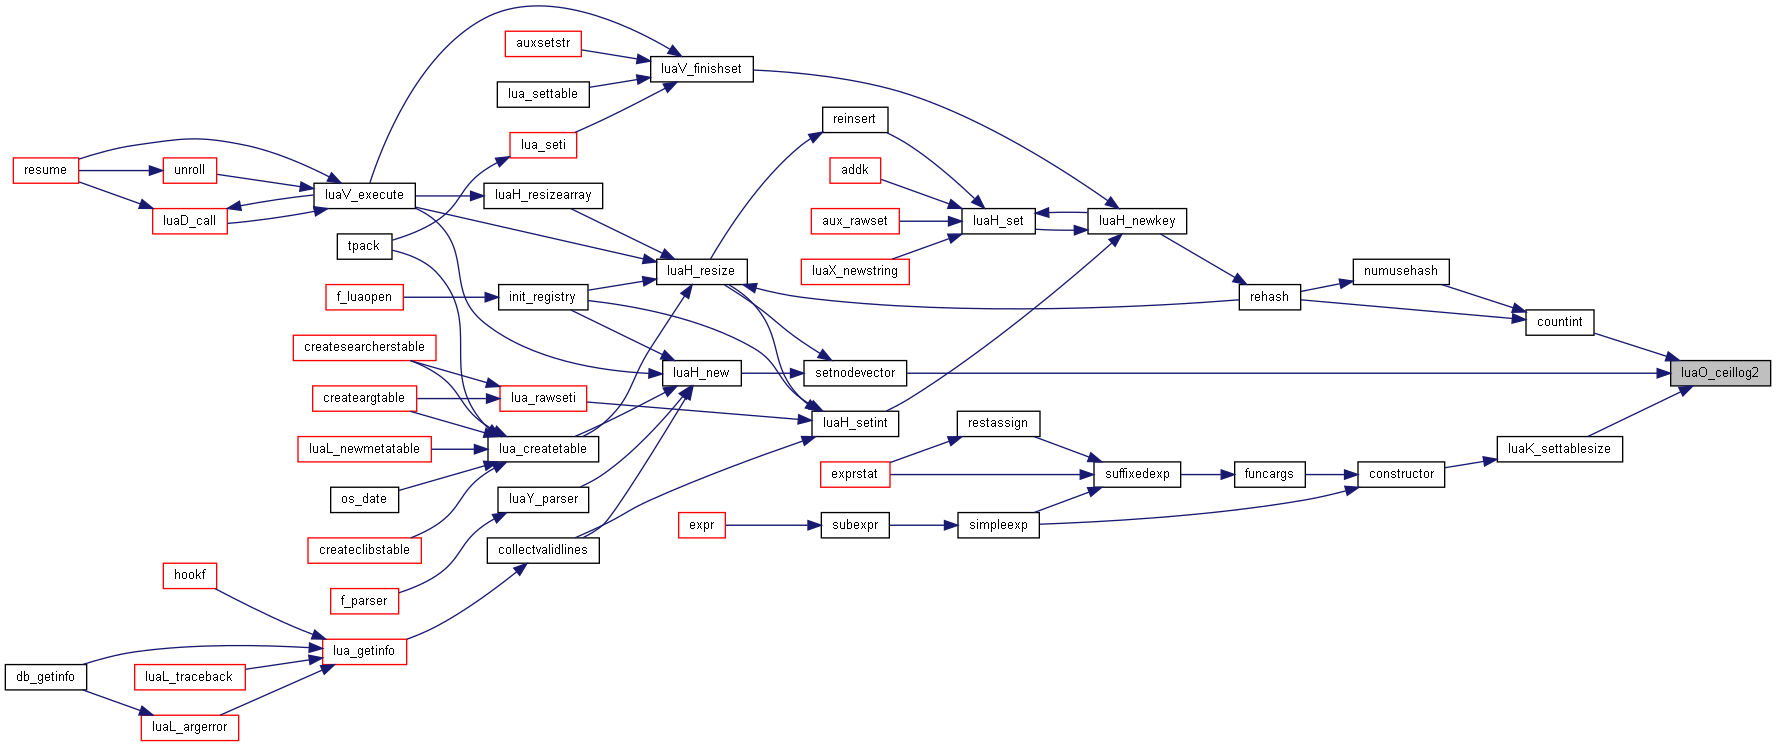 auxsetstr
luaV_finishset
lua_settable
reinsert
lua_seti
resume
unroll
addk
luaV_execute
luaH_resizearray
luaD_call
aux_rawset
luaH_set
luaH_newkey
tpack
luaH_resize
luaX_newstring
numusehash
f_luaopen
init_registry
rehash
countint
createsearcherstable
luaH_new
setnodevector
luaO_ceillog2
createargtable
lua_rawseti
luaH_setint
restassign
luaL_newmetatable
lua_createtable
luaK_settablesize
exprstat
suffixedexp
funcargs
constructor
os_date
luaY_parser
expr
subexpr
simpleexp
createclibstable
collectvalidlines
hookf
f_parser
lua_getinfo
db_getinfo
luaL_traceback
luaL_argerror